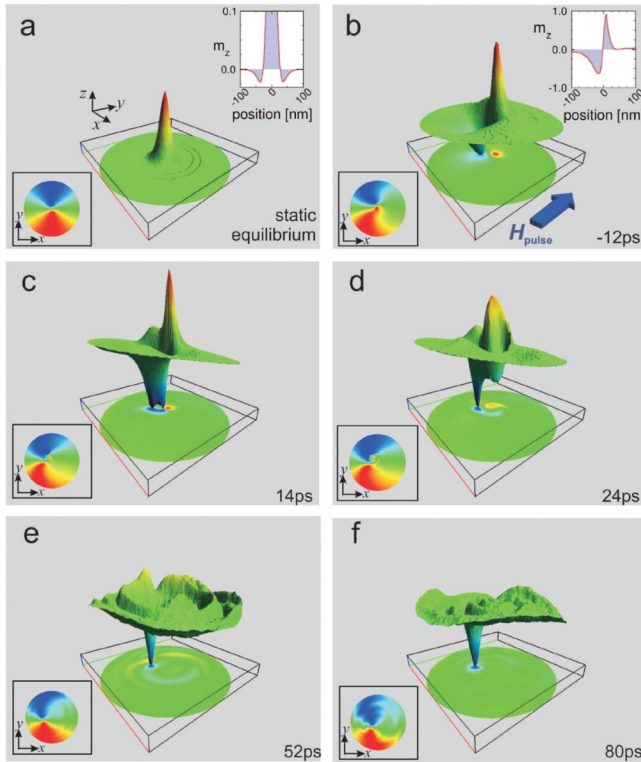 a
m_z
0.1
0.0
-100
0
100
position [nm]
z
y
x
y
x
static
equilibrium
b
m_z
1.0
0.0
-1.0
-100
0
100
position [nm]
y
x
H_pulse
-12ps
c
y
x
14ps
d
y
x
24ps
e
y
x
52ps
f
y
x
80ps